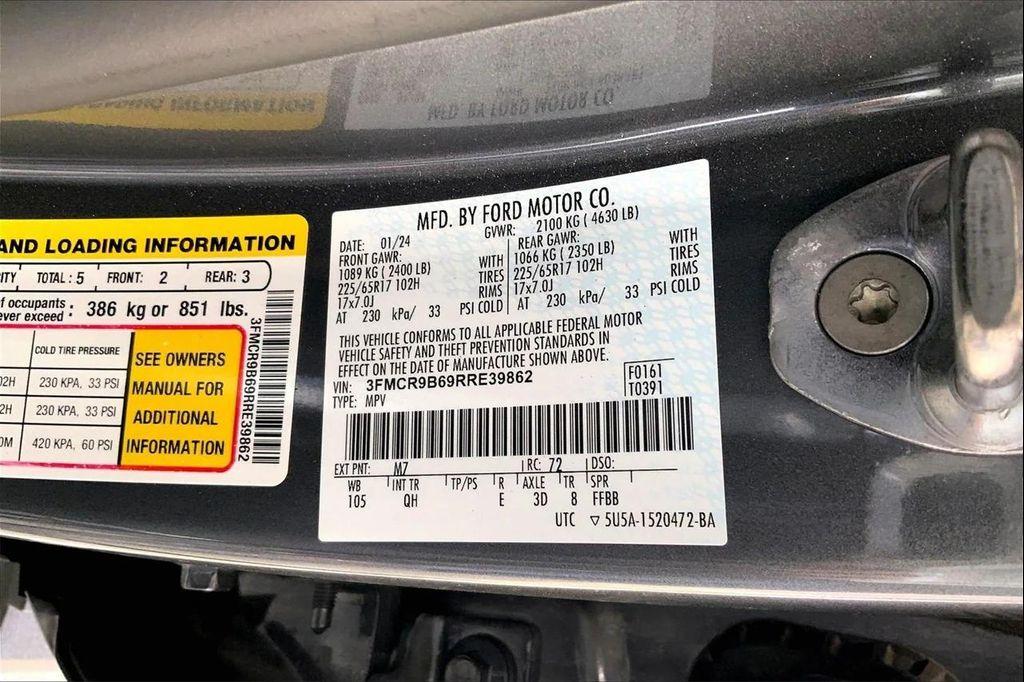 AND LOADING INFORMATION
TOTAL: 5 FRONT: 2 REAR: 3
of occupants
ever exceed: 386 kg or 851 lbs.
COLD TIRE PRESSURE
02H 230 KPA, 33 PSI
2H 230 KPA, 33 PSI
0M 420 KPA, 60 PSI
SEE OWNERS
MANUAL FOR
ADDITIONAL
INFORMATION
3FMCR9B69RRE39862
MFD. BY FORD MOTOR CO.
DATE: 01/24 GVWR: 2100 KG ( 4630 LB)
FRONT GAWR: WITH REAR GAWR: WITH
1089 KG ( 2400 LB) TIRES 1066 KG ( 2350 LB) TIRES
225/65R17 102H RIMS 225/65R17 102H RIMS
17x7.0J 17x7.0J
AT 230 kPa/ 33 PSI COLD AT 230 kPa/ 33 PSI COLD
THIS VEHICLE CONFORMS TO ALL APPLICABLE FEDERAL MOTOR
VEHICLE SAFETY AND THEFT PREVENTION STANDARDS IN
EFFECT ON THE DATE OF MANUFACTURE SHOWN ABOVE.
VIN: 3FMCR9B69RRE39862 F0161
TYPE: MPV T0391
EXT PNT: M7 RC: 72 DSO:
WB INT TR TP/PS R AXLE TR SPR
105 QH E 3D 8 FFBB
UTC ▽ 5U5A-1520472-BA